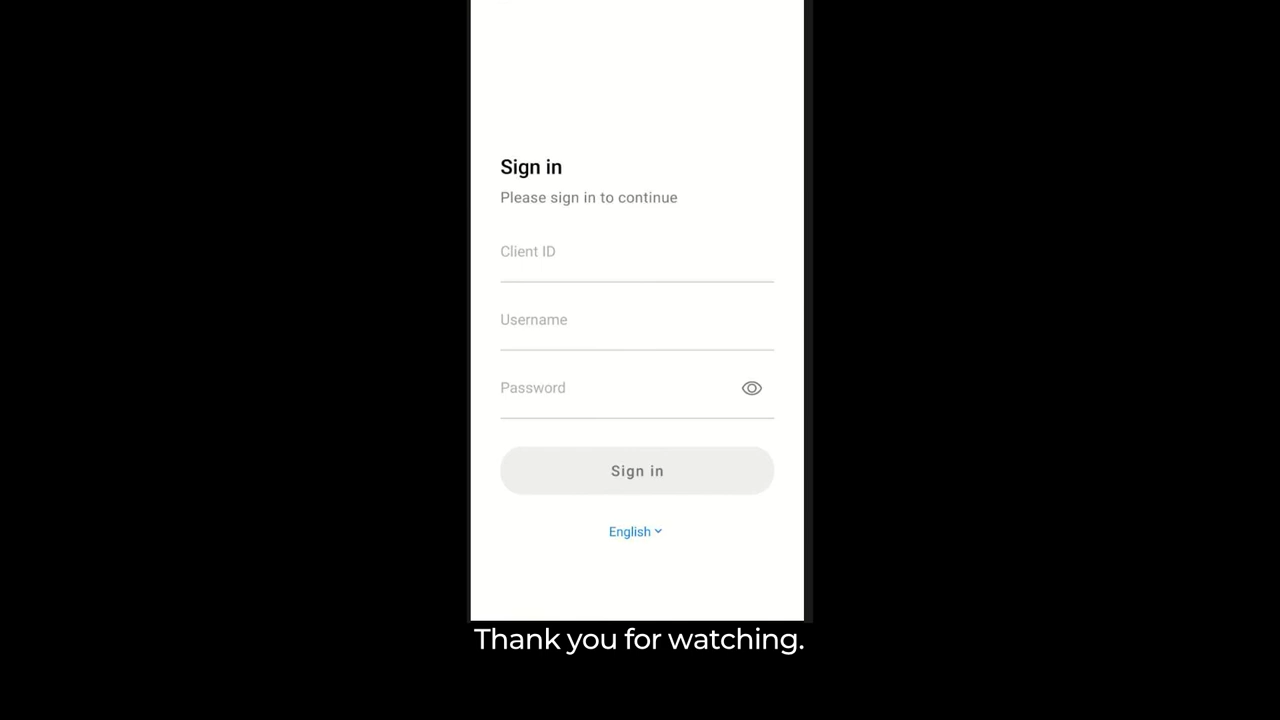 Sign in
Please sign in to continue
Client ID
Username
Password
Sign in
English
Thank you for watching.